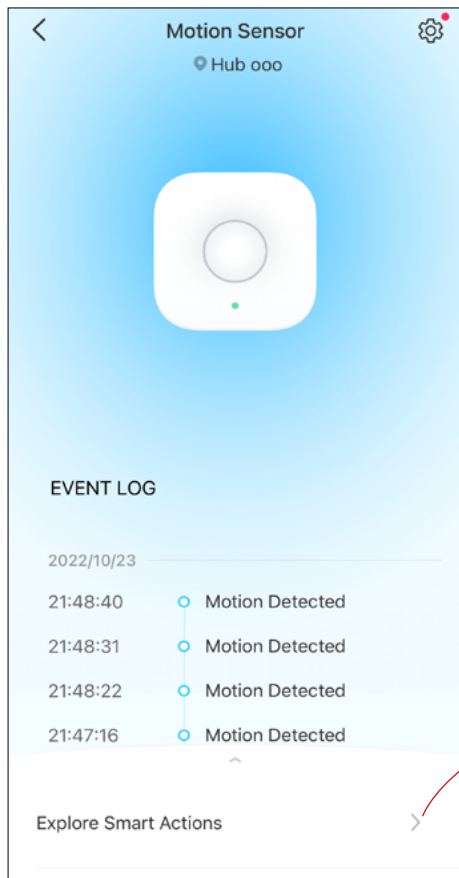 Motion Sensor
Hub ooo
EVENT LOG
2022/10/23
21:48:40 Motion Detected
21:48:31 Motion Detected
21:48:22 Motion Detected
21:47:16 Motion Detected
Explore Smart Actions